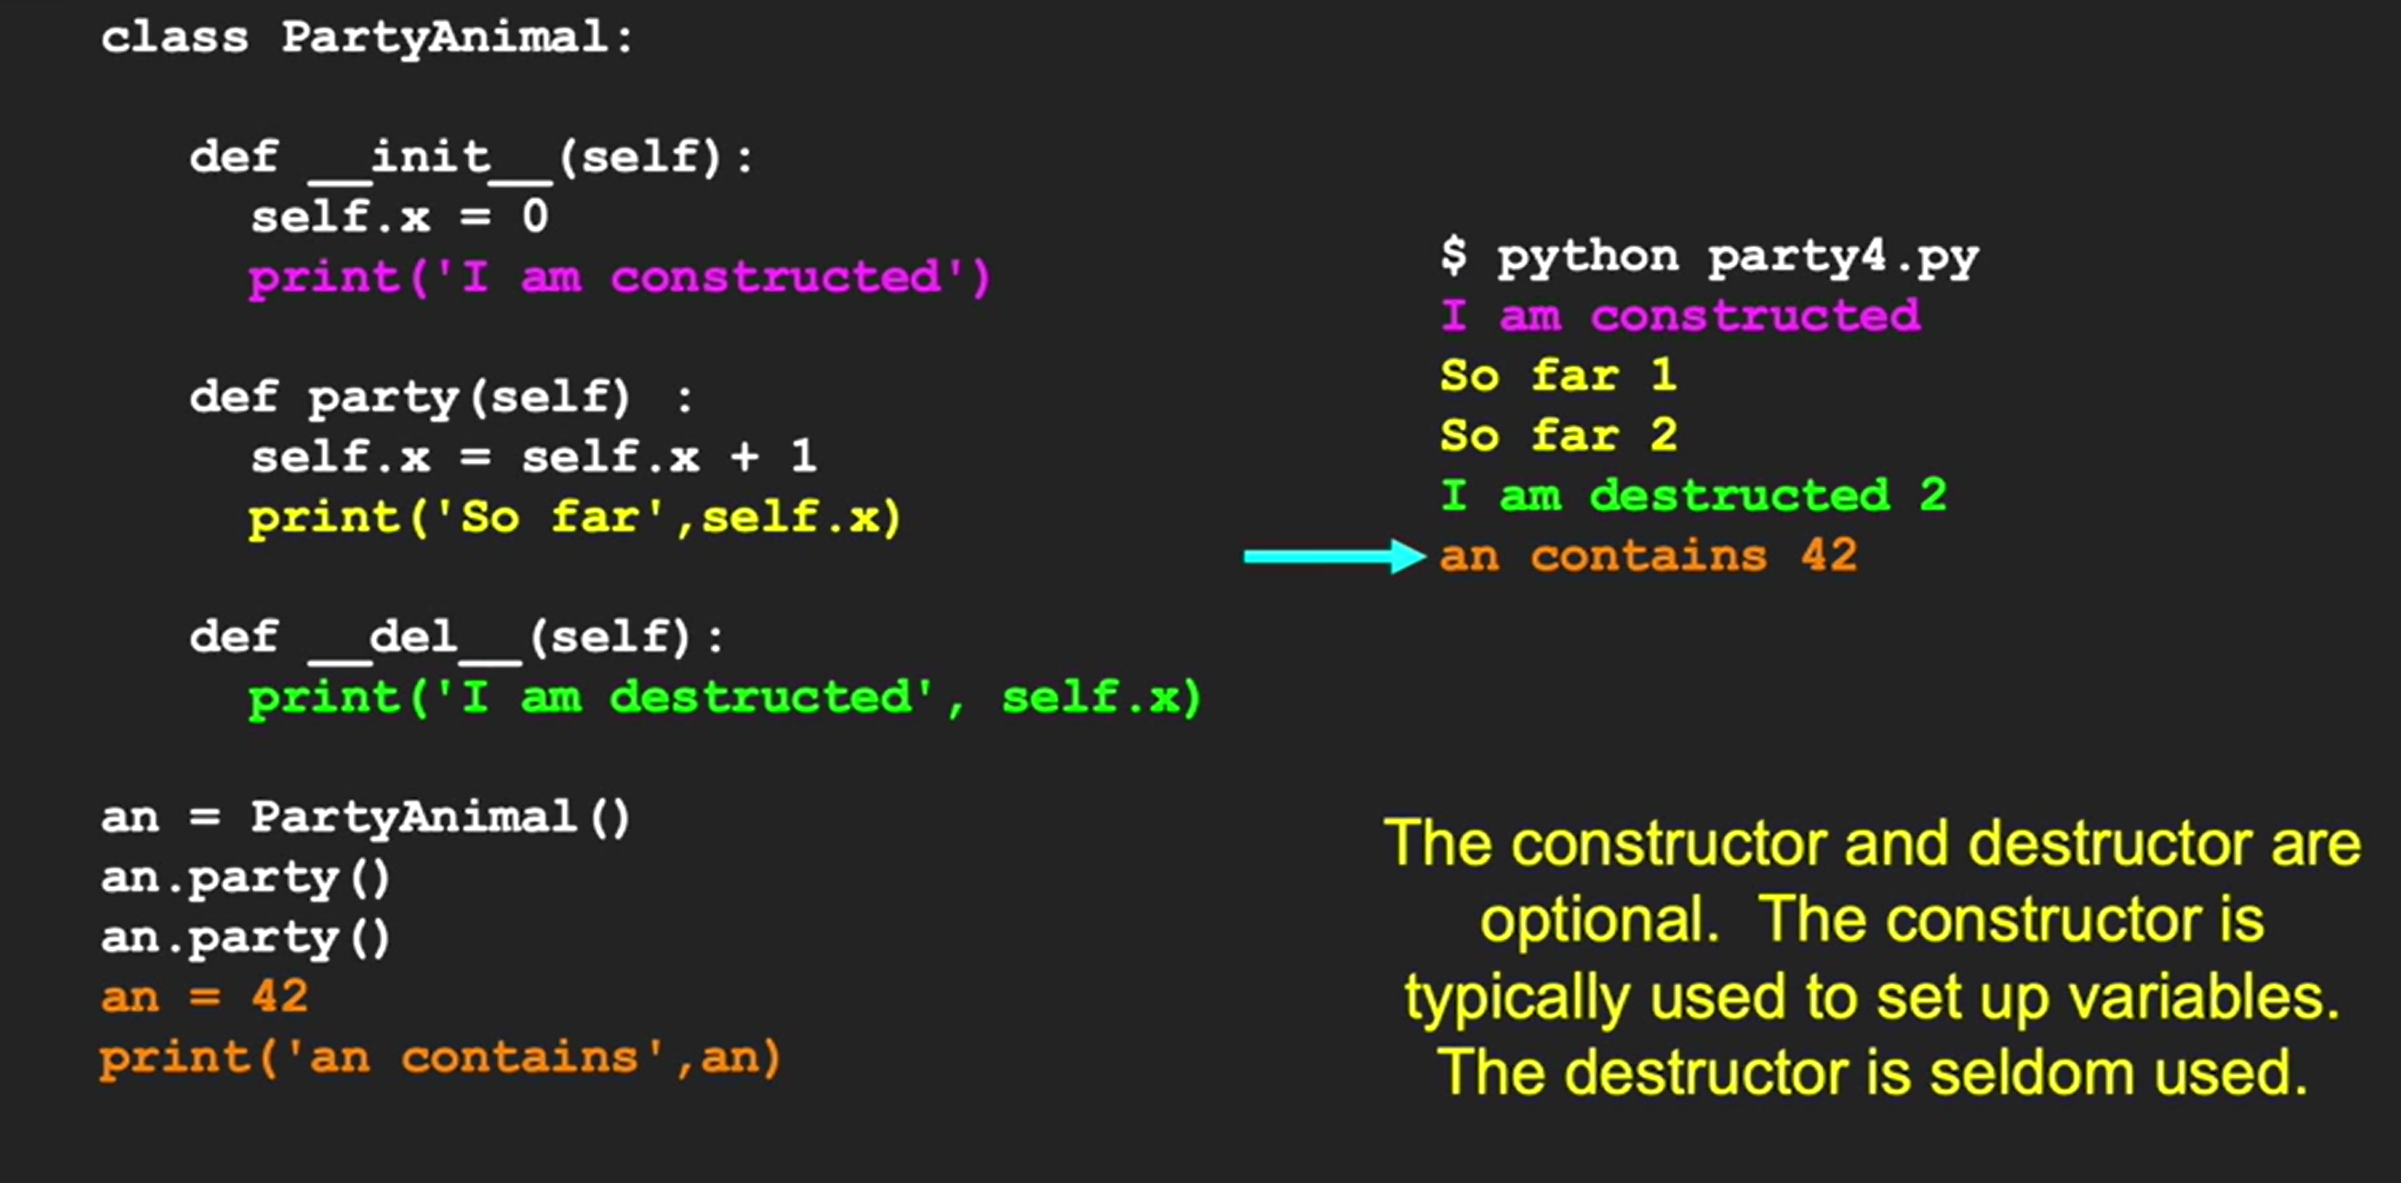 class PartyAnimal:
def __init__(self):
self.x = 0
print('I am constructed')
def party(self) :
self.x = self.x + 1
print('So far',self.x)
def __del__(self):
print('I am destructed', self.x)
an = PartyAnimal()
an.party()
an.party()
an = 42
print('an contains',an)
$ python party4.py
I am constructed
So far 1
So far 2
I am destructed 2
an contains 42
The constructor and destructor are
optional.  The constructor is
typically used to set up variables.
The destructor is seldom used.